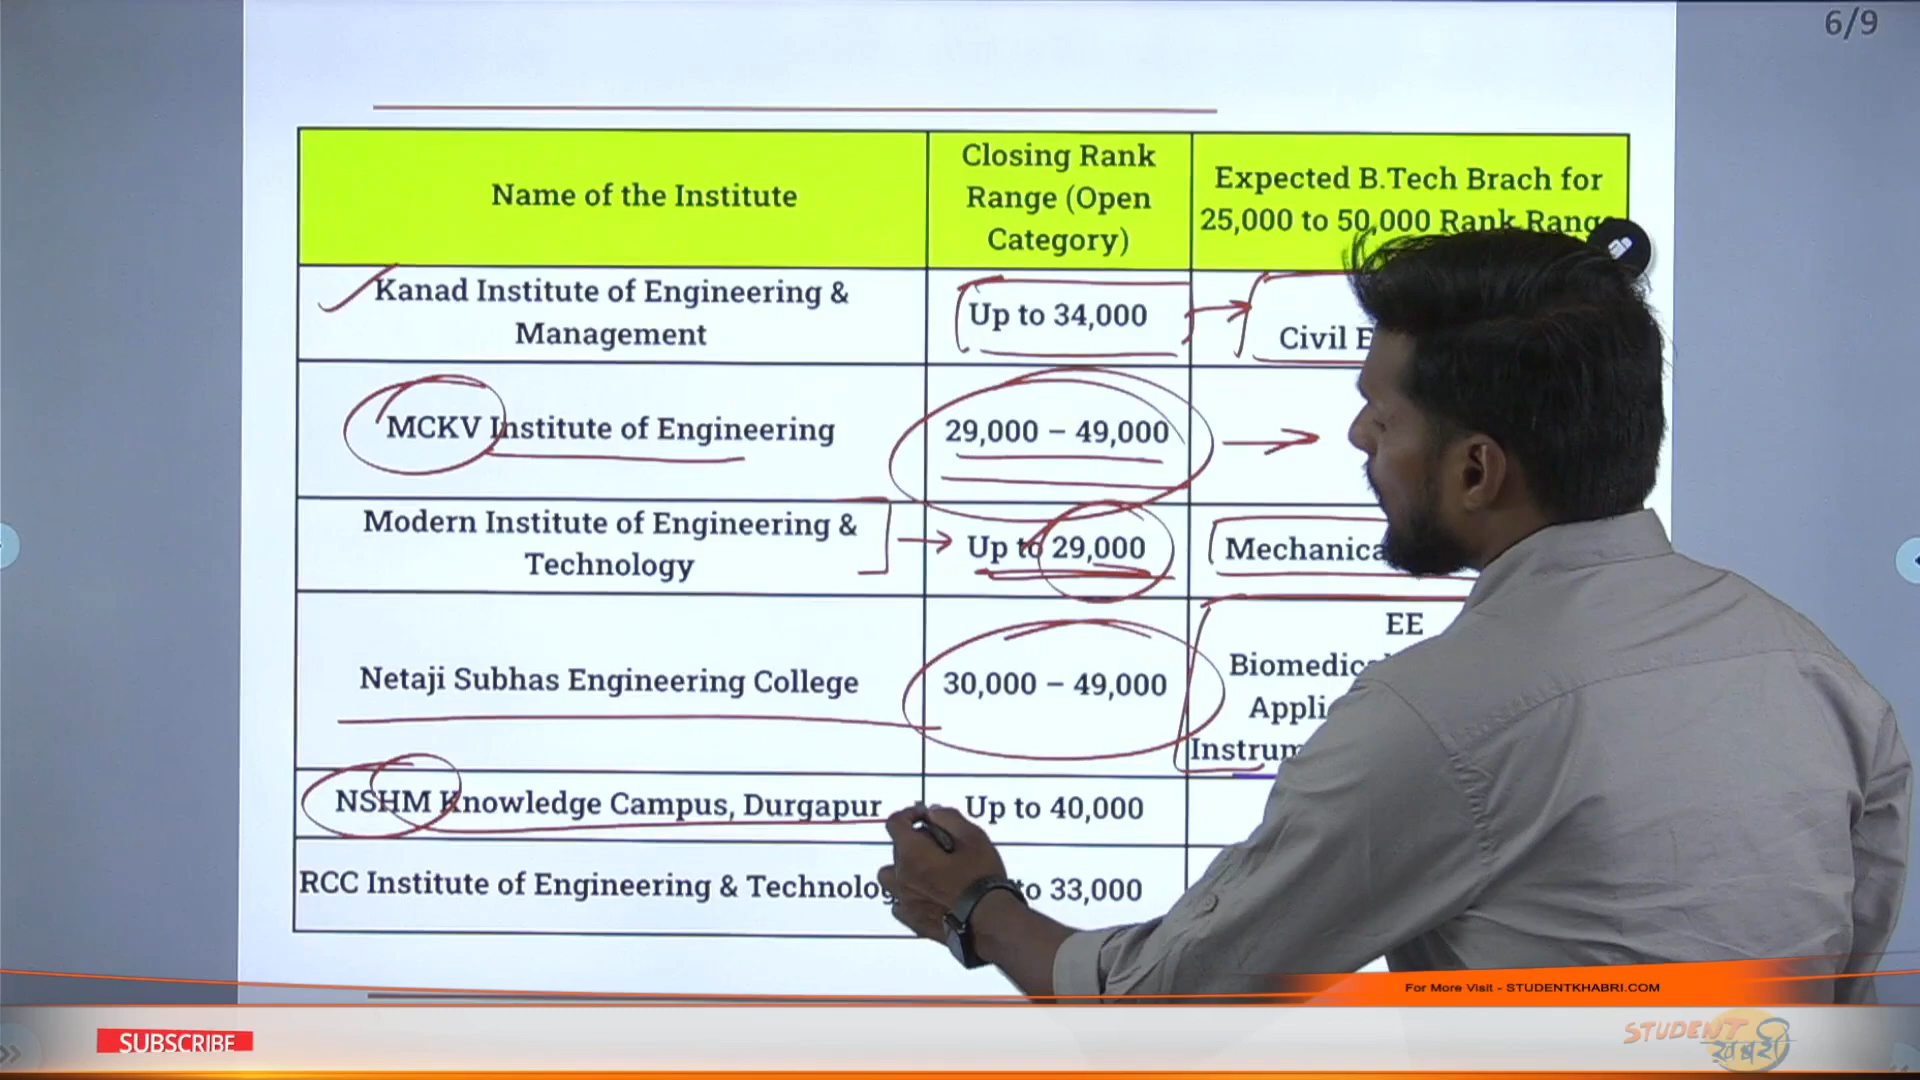 6/9
Name of the Institute
Closing Rank
Range (Open
Category)
Expected B.Tech Brach for
25,000 to 50,000 Rank Rang
Kanad Institute of Engineering &
Management
Up to 34,000
Civil E
MCKV Institute of Engineering
29,000 – 49,000
Modern Institute of Engineering &
Technology
Up to 29,000
Mechanica
Netaji Subhas Engineering College
30,000 – 49,000
EE
Biomedic
Appli
Instrum
NSHM Knowledge Campus, Durgapur
Up to 40,000
RCC Institute of Engineering & Technolog
to 33,000
For More Visit - STUDENTKHABRI.COM
SUBSCRIBE
STUDENT
खबरी